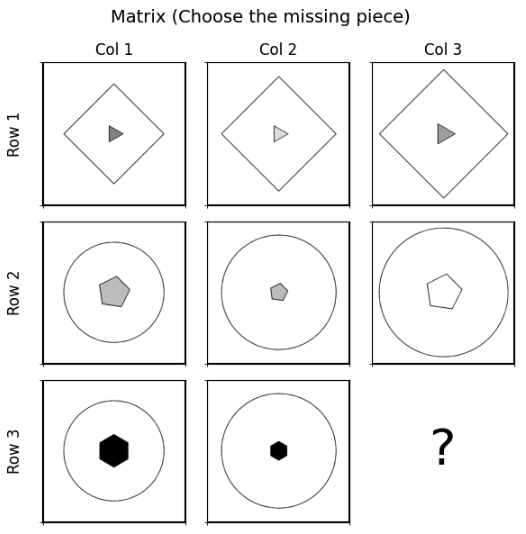 Matrix (Choose the missing piece)
Col 1 Col 2 Col 3
Row 1
Row 2
Row 3
?